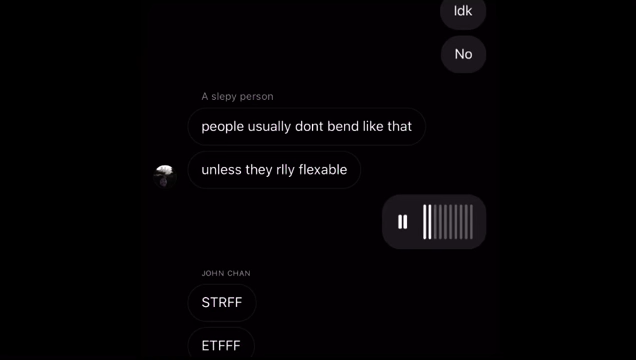 Idk
No
A slepy person
people usually dont bend like that
unless they rlly flexable
JOHN CHAN
STRFF
ETFFF